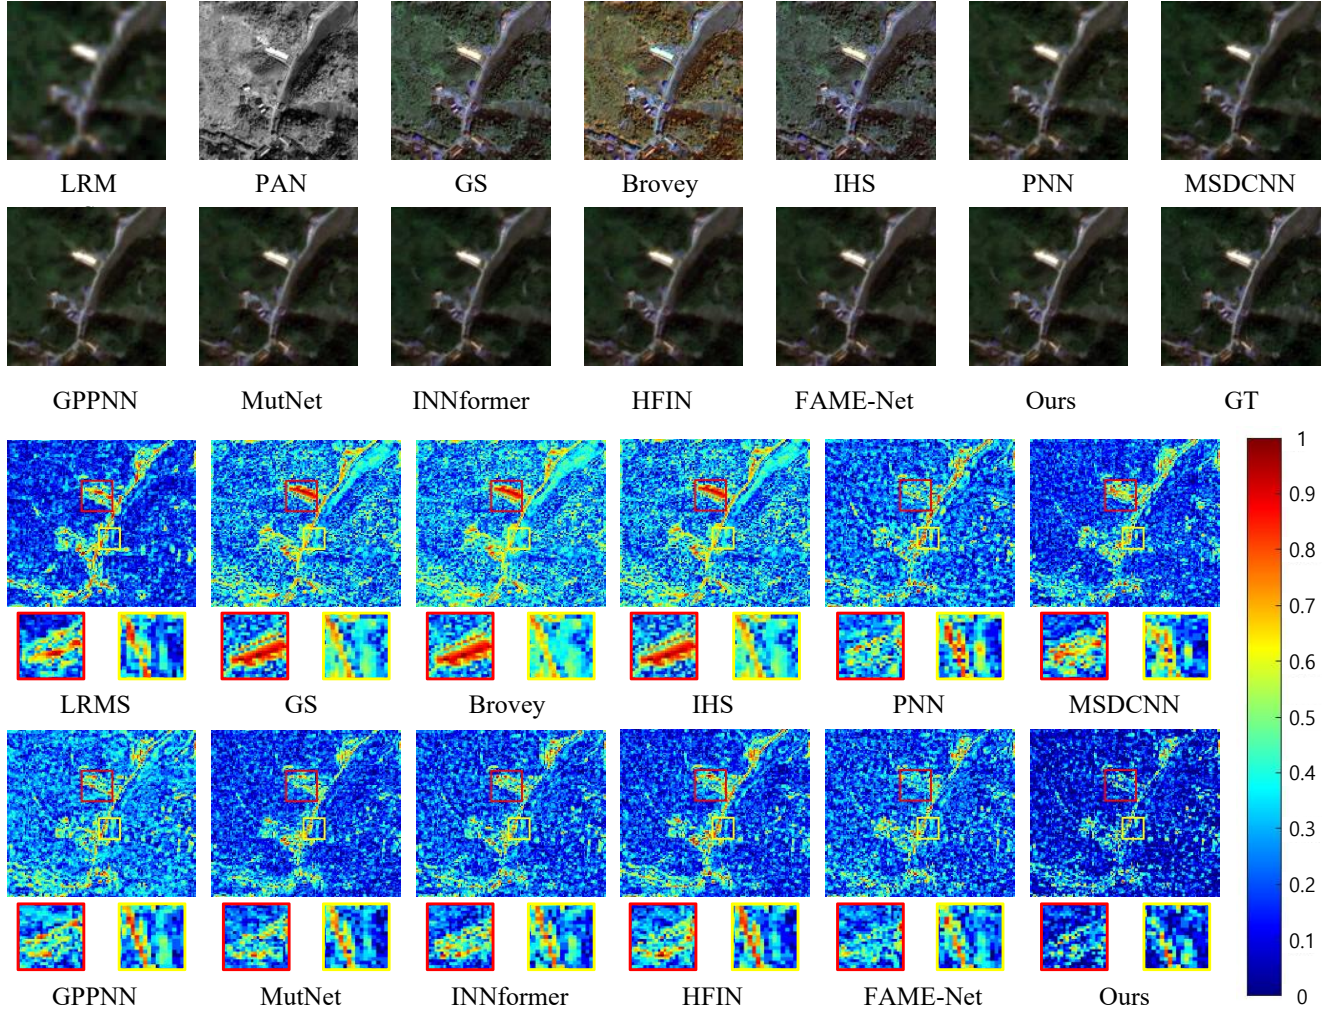 LRM PAN GS Brovey IHS PNN MSDCNN
GPPNN MutNet INNformer HFIN FAME-Net Ours GT
LRMS GS Brovey IHS PNN MSDCNN
GPPNN MutNet INNformer HFIN FAME-Net Ours
1
0.9
0.8
0.7
0.6
0.5
0.4
0.3
0.2
0.1
0